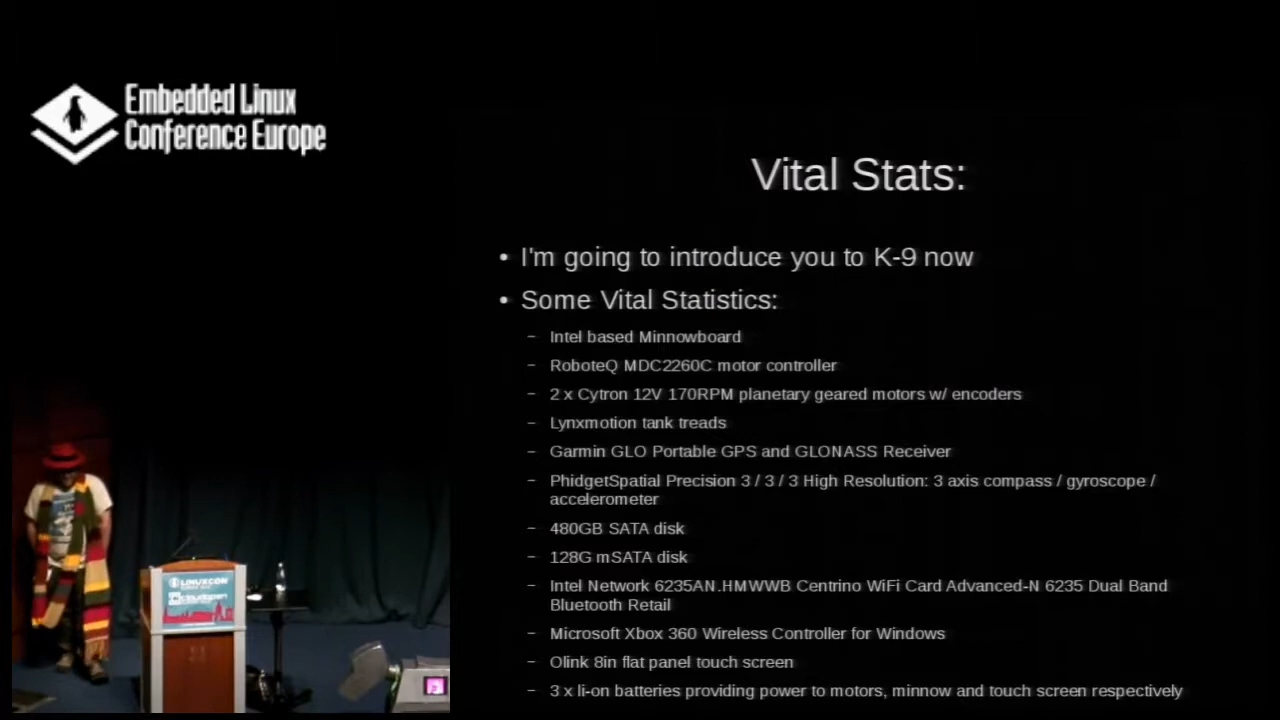 Embedded Linux
Conference Europe
Vital Stats:
• I'm going to introduce you to K-9 now
• Some Vital Statistics:
– Intel based Minnowboard
– RoboteQ MDC2260C motor controller
– 2 x Cytron 12V 170RPM planetary geared motors w/ encoders
– Lynxmotion tank treads
– Garmin GLO Portable GPS and GLONASS Receiver
– PhidgetSpatial Precision 3 / 3 / 3 High Resolution: 3 axis compass / gyroscope /
accelerometer
– 480GB SATA disk
– 128G mSATA disk
– Intel Network 6235AN.HMWWB Centrino WiFi Card Advanced-N 6235 Dual Band
Bluetooth Retail
– Microsoft Xbox 360 Wireless Controller for Windows
– Olink 8in flat panel touch screen
– 3 x li-on batteries providing power to motors, minnow and touch screen respectively
LINUXCON
cloudopen